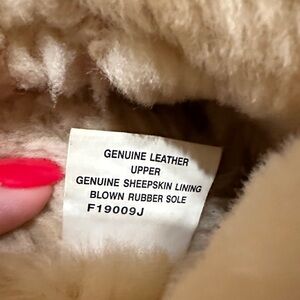 GENUINE LEATHER
UPPER
GENUINE SHEEPSKIN LINING
BLOWN RUBBER SOLE
F19009J